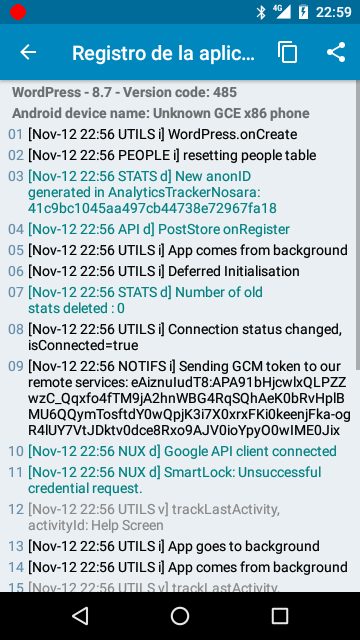 4G 22:59
Registro de la aplic...
WordPress - 8.7 - Version code: 485
Android device name: Unknown GCE x86 phone
01 [Nov-12 22:56 UTILS i] WordPress.onCreate
02 [Nov-12 22:56 PEOPLE i] resetting people table
03 [Nov-12 22:56 STATS d] New anonID
generated in AnalyticsTrackerNosara:
41c9bc1045aa497cb44738e72967fa18
04 [Nov-12 22:56 API d] PostStore onRegister
05 [Nov-12 22:56 UTILS i] App comes from background
06 [Nov-12 22:56 UTILS i] Deferred Initialisation
07 [Nov-12 22:56 STATS d] Number of old
stats deleted : 0
08 [Nov-12 22:56 UTILS i] Connection status changed,
isConnected=true
09 [Nov-12 22:56 NOTIFS i] Sending GCM token to our
remote services: eAiznuIudT8:APA91bHjcwlxQLPZZ
wzC_Qqxfo4fTM9jA2hnWBG4RqSQhAeK0bRvHplB
MU6QQymTosftdY0wQpjK3i7X0xrxFKi0keenjFka-og
R4lUY7VtJDktv0dce8Rxo9AJV0ioYpyO0wIME0Jix
10 [Nov-12 22:56 NUX d] Google API client connected
11 [Nov-12 22:56 NUX d] SmartLock: Unsuccessful
credential request.
12 [Nov-12 22:56 UTILS v] trackLastActivity,
activityId: Help Screen
13 [Nov-12 22:56 UTILS i] App goes to background
14 [Nov-12 22:56 UTILS i] App comes from background
15 [Nov-12 22:56 UTILS v] trackLastActivity,